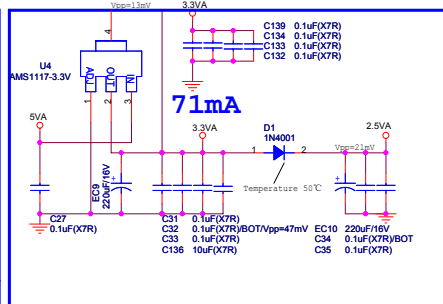 Vpp=13mV
3.3VA
U4
AMS1117-3.3V
4
ADJ
OUT
IN
1
2
3
C139 0.1uF(X7R)
C134 0.1uF(X7R)
C133 0.1uF(X7R)
C132 0.1uF(X7R)
71mA
5VA
3.3VA
D1
1N4001
2.5VA
1
2
Vpp=21mV
EC9
220uF/16V
Temperature 50℃
C27
0.1uF(X7R)
C31 0.1uF(X7R)
C32 0.1uF(X7R)/BOT/Vpp=47mV
C33 0.1uF(X7R)
C136 10uF(X7R)
EC10 220uF/16V
C34 0.1uF(X7R)/BOT
C35 0.1uF(X7R)